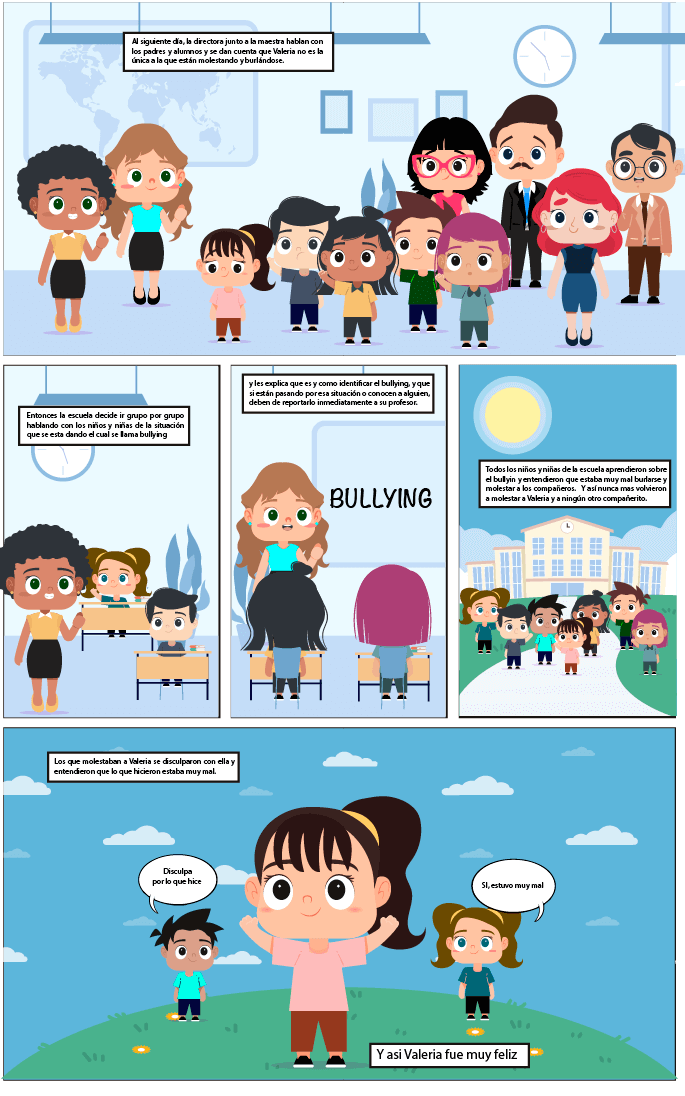 Al siguiente día, la directora junto a la maestra hablan con
los padres y alumnos y se dan cuenta que Valeria no es la
única a la que están molestando y burlándose.
Entonces la escuela decide ir grupo por grupo
hablando con los niños y niñas de la situación
que se esta dando el cual se llama bullying
y les explica que es y como identificar el bullying, y que
si están pasando por esa situación o conocen a alguien,
deben de reportarlo inmediatamente a su profesor.
BULLYING
Todos los niños y niñas de la escuela aprendieron sobre
el bullyin y entendieron que estaba muy mal burlarse y
molestar a los compañeros. Y así nunca mas volvieron
a molestar a Valeria y a ningún otro compañerito.
Los que molestaban a Valeria se disculparon con ella y
entendieron que lo que hicieron estaba muy mal.
Disculpa
por lo que hice
SI, estuvo muy mal
Y asi Valeria fue muy feliz